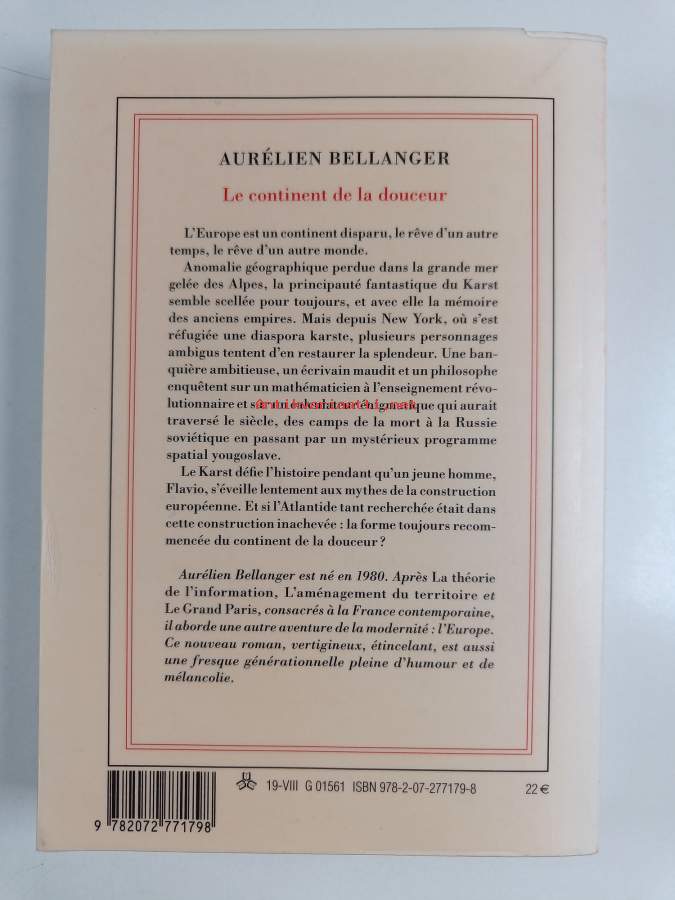 AURÉLIEN BELLANGER
Le continent de la douceur
L'Europe est un continent disparu, le rêve d'un autre
temps, le rêve d'un autre monde.
Anomalie géographique perdue dans la grande mer
gelée des Alpes, la principauté fantastique du Karst
semble scellée pour toujours, et avec elle la mémoire
des anciens empires. Mais depuis New York, où s'est
réfugiée une diaspora karste, plusieurs personnages
ambigus tentent d'en restaurer la splendeur. Une ban-
quière ambitieuse, un écrivain maudit et un philosophe
enquêtent sur un mathématicien à l'enseignement révo-
lutionnaire et énigmatique qui aurait
traversé le siècle, des camps de la mort à la Russie
soviétique en passant par un mystérieux programme
spatial yougoslave.
Le Karst défie l'histoire pendant qu'un jeune homme,
Flavio, s'éveille lentement aux mythes de la construction
européenne. Et si l'Atlantide tant recherchée était dans
cette construction inachevée : la forme toujours recom-
mencée du continent de la douceur ?
Aurélien Bellanger est né en 1980. Après La théorie
de l'information, L'aménagement du territoire et
Le Grand Paris, consacrés à la France contemporaine,
il aborde une autre aventure de la modernité : l'Europe.
Ce nouveau roman, vertigineux, étincelant, est aussi
une fresque générationnelle pleine d'humour et de
mélancolie.
19-VIII G 01561 ISBN 978-2-07-277179-8 22 €
9 782072 771798